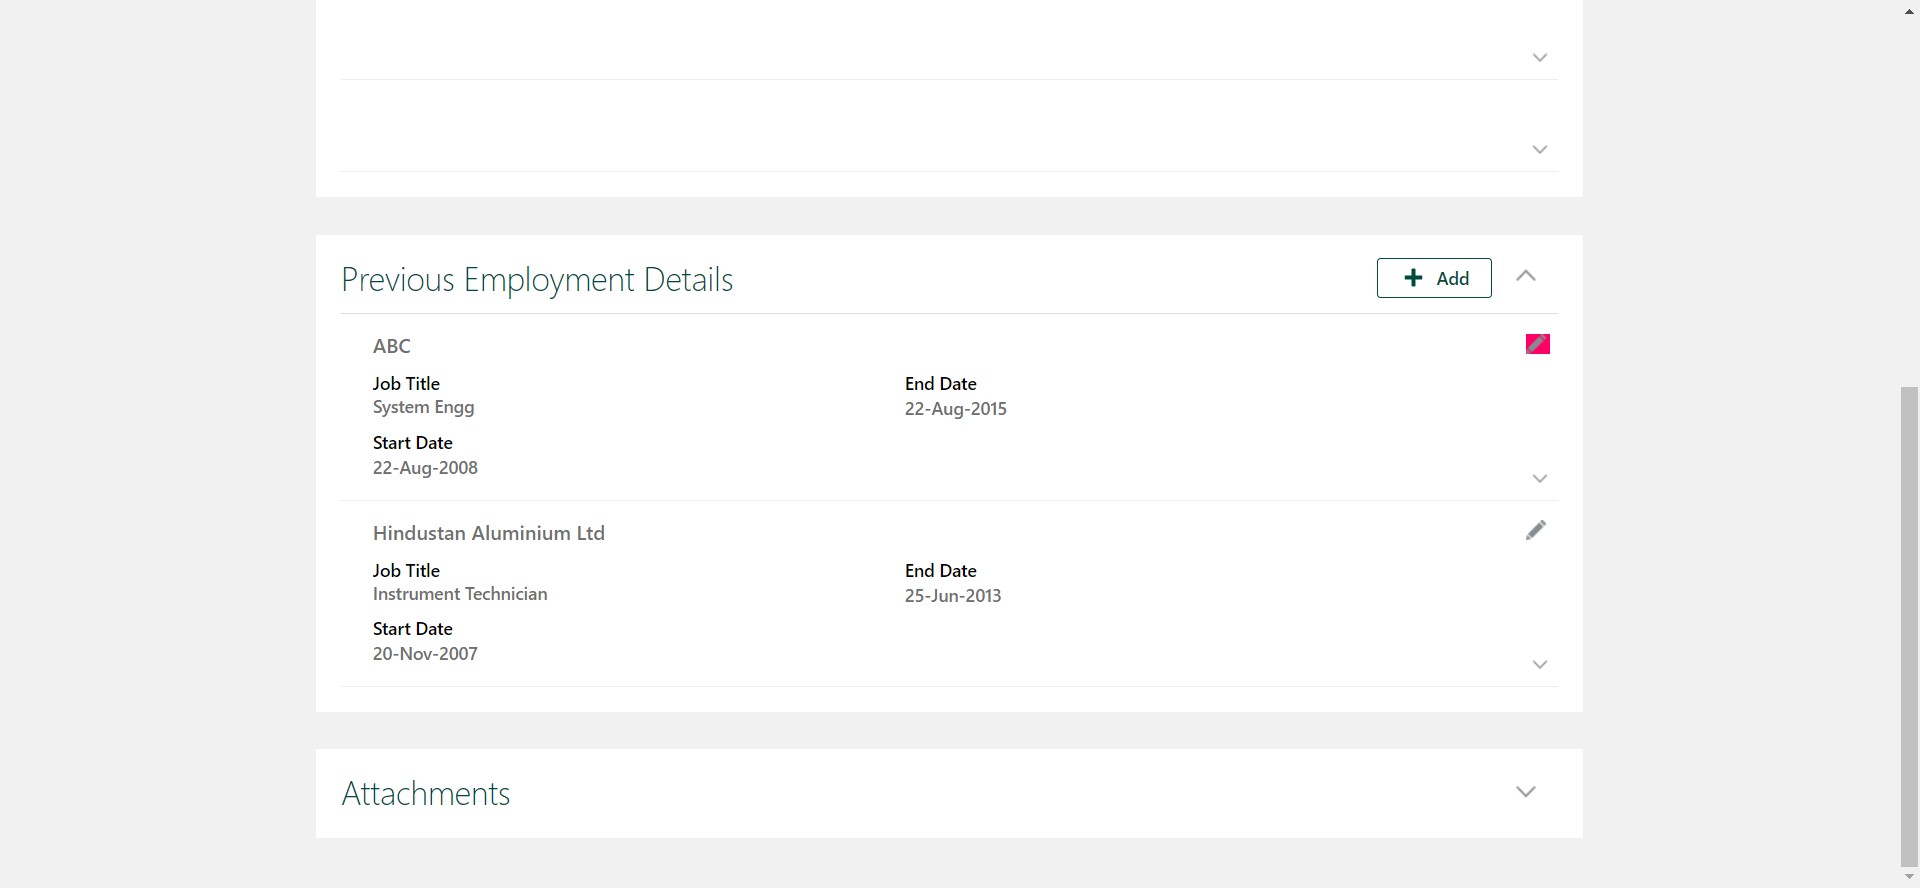 Previous Employment Details
Add
ABC
Job Title
System Engg
End Date
22-Aug-2015
Start Date
22-Aug-2008
Hindustan Aluminium Ltd
Job Title
Instrument Technician
End Date
25-Jun-2013
Start Date
20-Nov-2007
Attachments